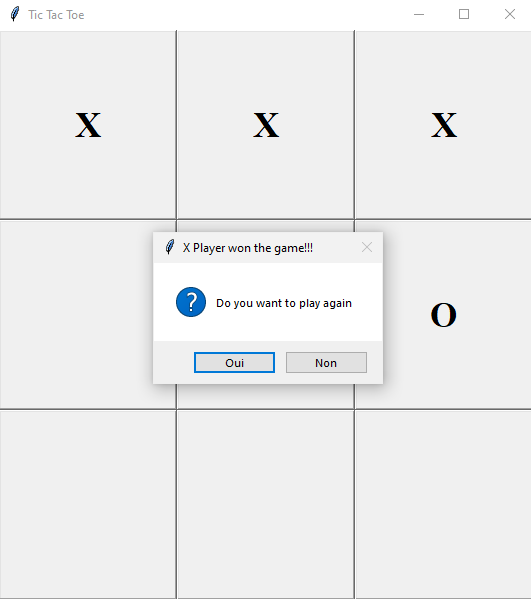 Tic Tac Toe
X X X
X Player won the game!!!
Do you want to play again
O
Oui Non